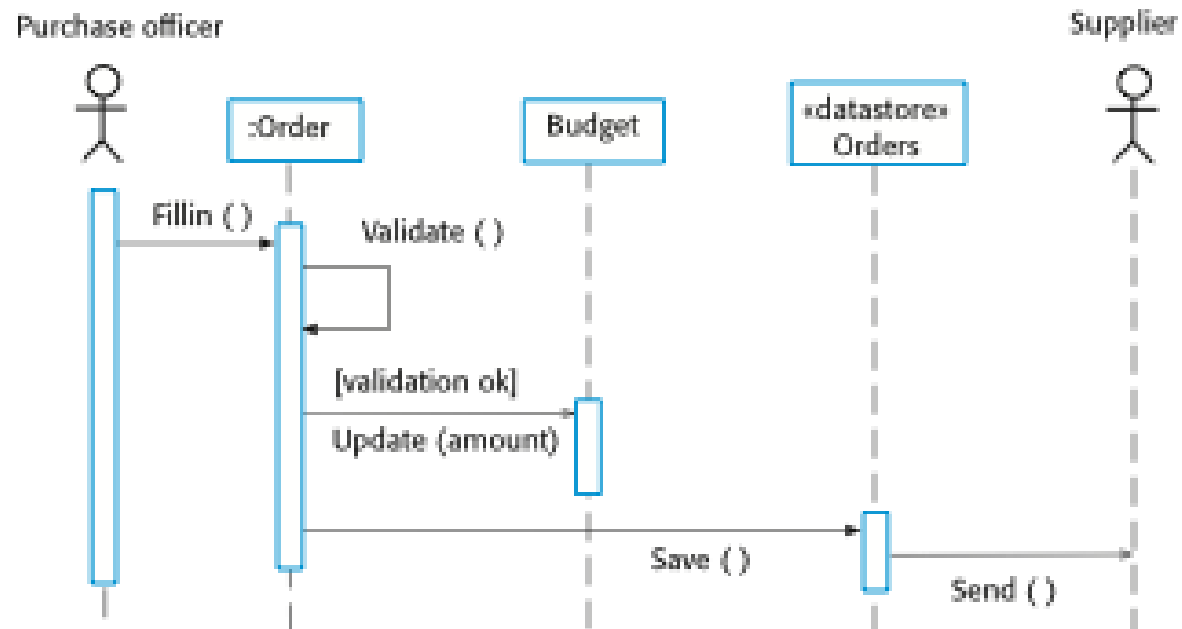 Purchase officer
Supplier
:Order
Budget
«datastore»
Orders
Fillin ( )
Validate ( )
[validation ok]
Update (amount)
Save ( )
Send ( )